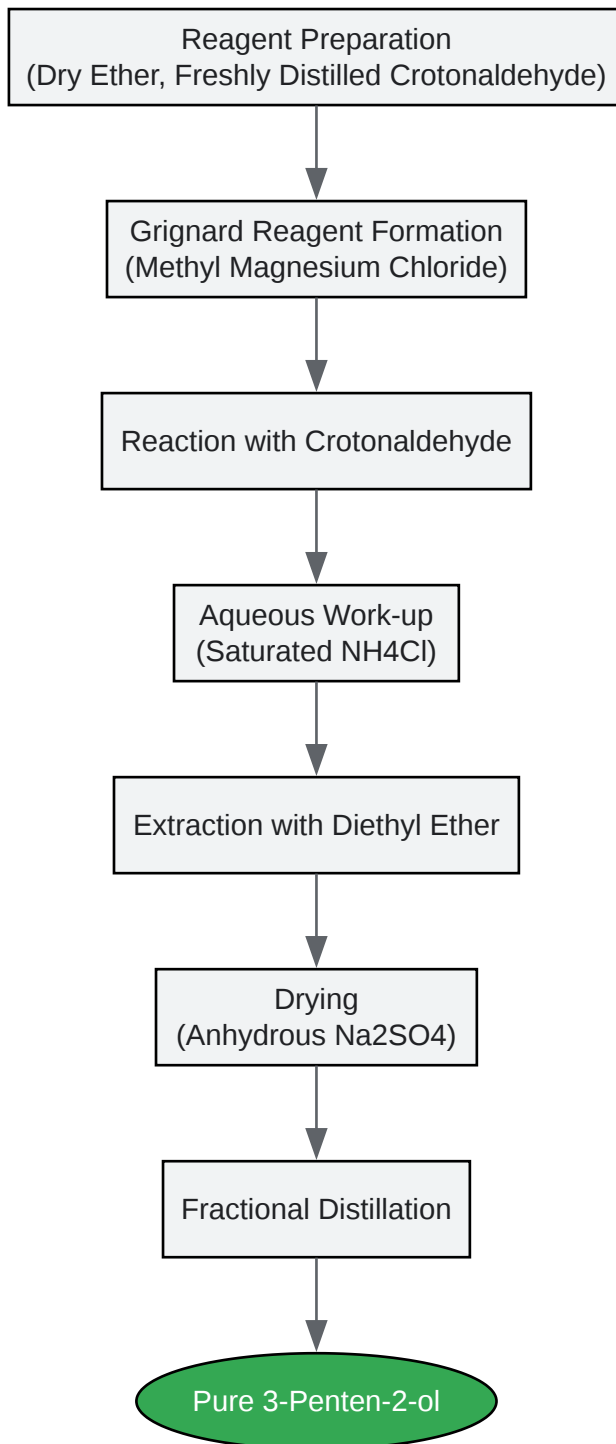 Reagent Preparation
(Dry Ether, Freshly Distilled Crotonaldehyde)
Grignard Reagent Formation
(Methyl Magnesium Chloride)
Reaction with Crotonaldehyde
Aqueous Work-up
(Saturated NH4Cl)
Extraction with Diethyl Ether
Drying
(Anhydrous Na2SO4)
Fractional Distillation
Pure 3-Penten-2-ol